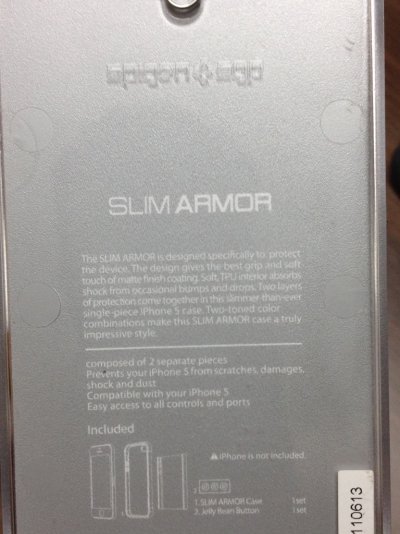 SLIM ARMOR
The SLIM ARMOR is designed specifically to protect
the device. The design gives the best grip and soft
touch of matte finish coating. Soft, TPU interior absorbs
shock from occasional bumps and drops. Two layers
of protection come together in this slimmer-than-ever
single-piece iPhone 5 case. Two-toned color
combinations make this SLIM ARMOR case a truly
impressive style.
composed of 2 separate pieces
Prevents your iPhone 5 from scratches, damages,
shock and dust
Compatible with your iPhone 5
Easy access to all controls and ports
Included
iPhone is not included.
1. SLIM ARMOR Case 1set
2. Jelly Bean Button 1set
110613